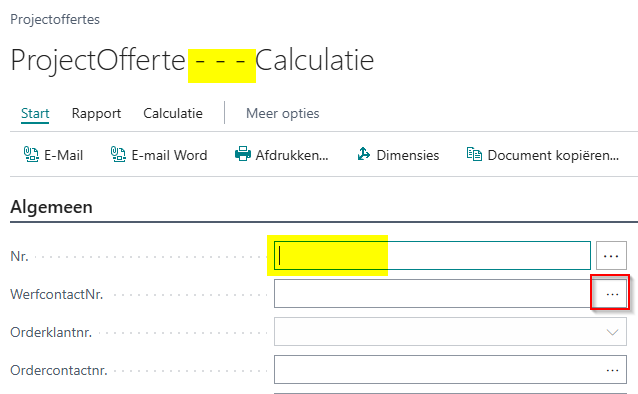 Projectoffertes
ProjectOfferte - - - Calculatie
Start Rapport Calculatie Meer opties
E-Mail E-mail Word Afdrukken... Dimensies Document kopiëren...
Algemeen
Nr. ...
WerfcontactNr. ...
Orderklantnr.
Ordercontactnr. ...